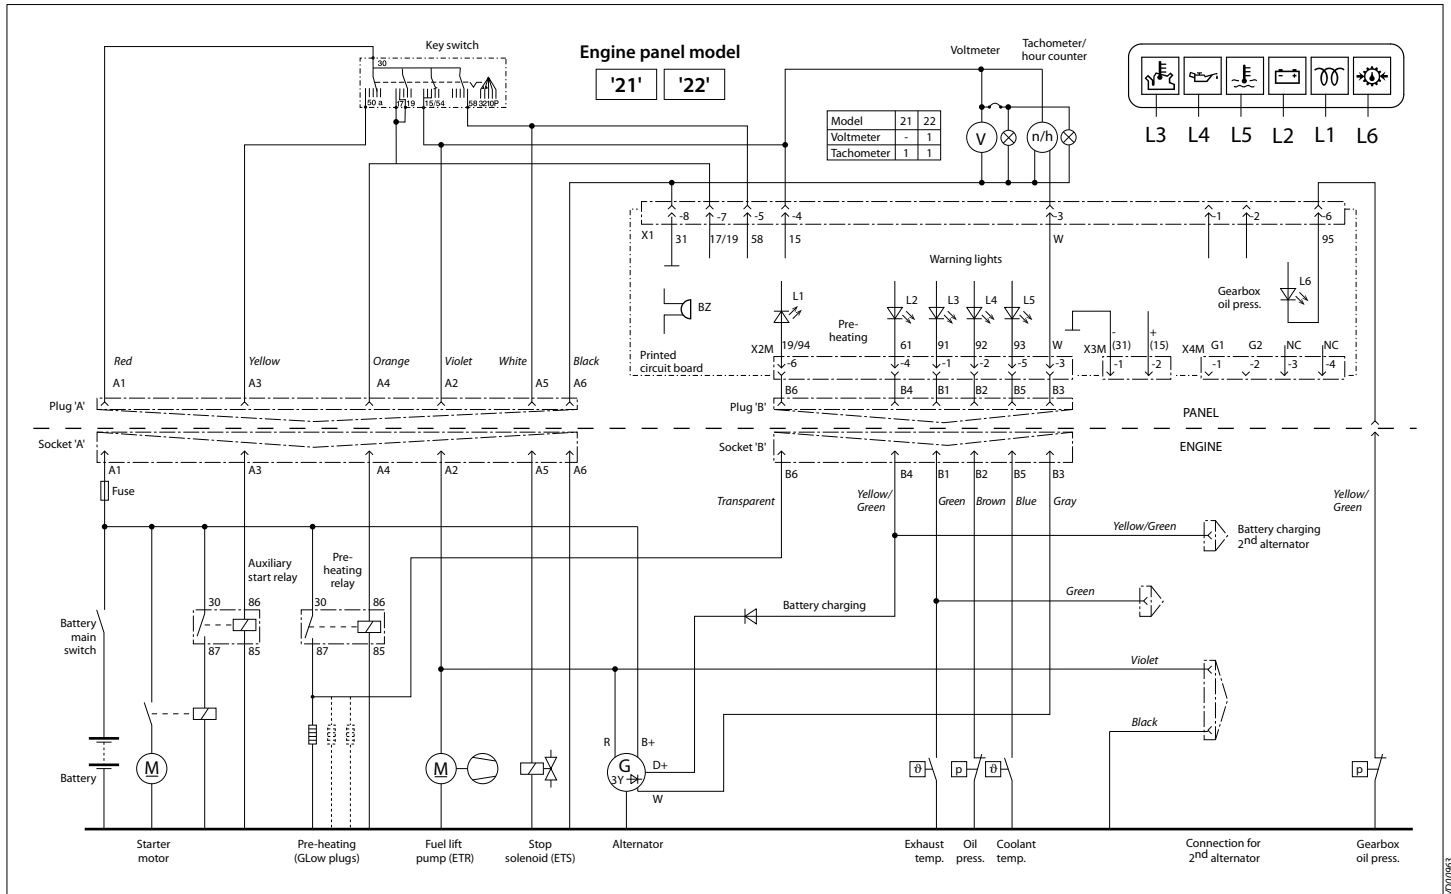 Key switch
Engine panel model
'21' '22'
Voltmeter
Tachometer/
hour counter
30
50 a 17 19 15/54 58 3210P
Model 21 22
Voltmeter - 1
Tachometer 1 1
V
n/h
L3 L4 L5 L2 L1 L6
-8 -7 -5 -4 -3 -1 -2 -6
X1 31 17/19 58 15 W 95
Warning lights
BZ
L1
L2 L3 L4 L5
Gearbox
oil press.
L6
Pre-
heating
Printed
circuit board
X2M 19/94 61 91 92 93 W
-6 -4 -1 -2 -5 -3
X3M - (31) + (15)
-1 -2
X4M G1 G2 NC NC
-1 -2 -3 -4
Red Yellow Orange Violet White Black
A1 A3 A4 A2 A5 A6
B6 B4 B1 B2 B5 B3
Plug 'A'
Plug 'B'
PANEL
Socket 'A'
Socket 'B'
ENGINE
A1 A3 A4 A2 A5 A6
B6 B4 B1 B2 B5 B3
Fuse
Transparent
Yellow/
Green
Green Brown Blue Gray
Yellow/
Green
Yellow/Green
Battery charging
2nd alternator
Auxiliary
start relay
Pre-
heating
relay
30 86
87 85
30 86
87 85
Battery
main
switch
Battery charging
Green
Violet
Black
R B+
D+
W
G
3Y
M
M
Battery
ϑ p ϑ
p
Starter
motor
Pre-heating
(GLow plugs)
Fuel lift
pump (ETR)
Stop
solenoid (ETS)
Alternator
Exhaust
temp.
Oil
press.
Coolant
temp.
Connection for
2nd alternator
Gearbox
oil press.